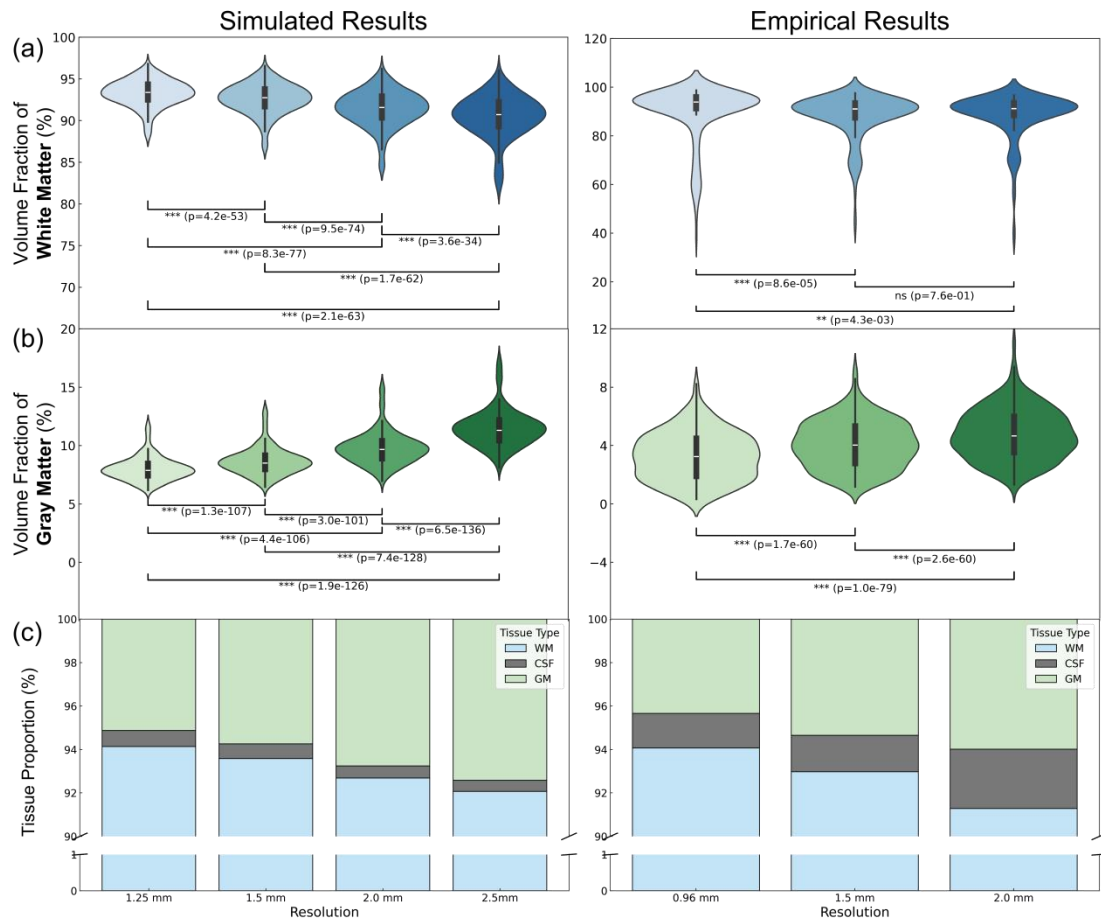 Simulated Results
Empirical Results
(a)
Volume Fraction of
White Matter (%)
100
95
90
85
80
75
70
*** (p=4.2e-53)
*** (p=9.5e-74)
*** (p=3.6e-34)
*** (p=8.3e-77)
*** (p=1.7e-62)
*** (p=2.1e-63)
120
100
80
60
40
20
*** (p=8.6e-05)
ns (p=7.6e-01)
** (p=4.3e-03)
(b)
Volume Fraction of
Gray Matter (%)
20
15
10
5
0
*** (p=1.3e-107)
*** (p=3.0e-101)
*** (p=6.5e-136)
*** (p=4.4e-106)
*** (p=7.4e-128)
*** (p=1.9e-126)
12
8
4
0
−4
*** (p=1.7e-60)
*** (p=2.6e-60)
*** (p=1.0e-79)
(c)
Tissue Proportion (%)
100
98
96
94
92
90
1
0
Tissue Type
WM
CSF
GM
1.25 mm
1.5 mm
2.0 mm
2.5mm
Resolution
100
98
96
94
92
90
1
0
Tissue Type
WM
CSF
GM
0.96 mm
1.5 mm
2.0 mm
Resolution